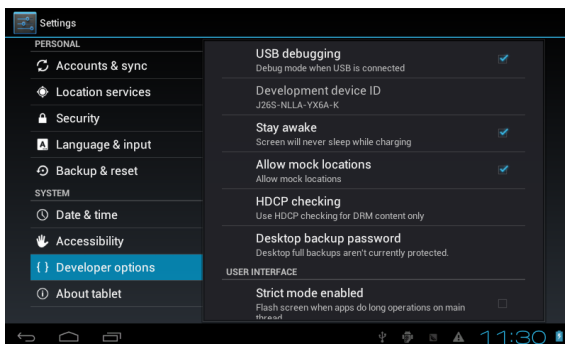 Settings
PERSONAL
Accounts & sync
Location services
Security
A
Language & input
Backup & reset
SYSTEM
Date & time
Accessibility
{ } Developer options
About tablet
USB debugging
Debug mode when USB is connected
Development device ID
J26S-NLLA-YX6A-K
Stay awake
Screen will never sleep while charging
Allow mock locations
Allow mock locations
HDCP checking
Use HDCP checking for DRM content only
Desktop backup password
Desktop full backups aren't currently protected.
USER INTERFACE
Strict mode enabled
Flash screen when apps do long operations on main
thread
11:30